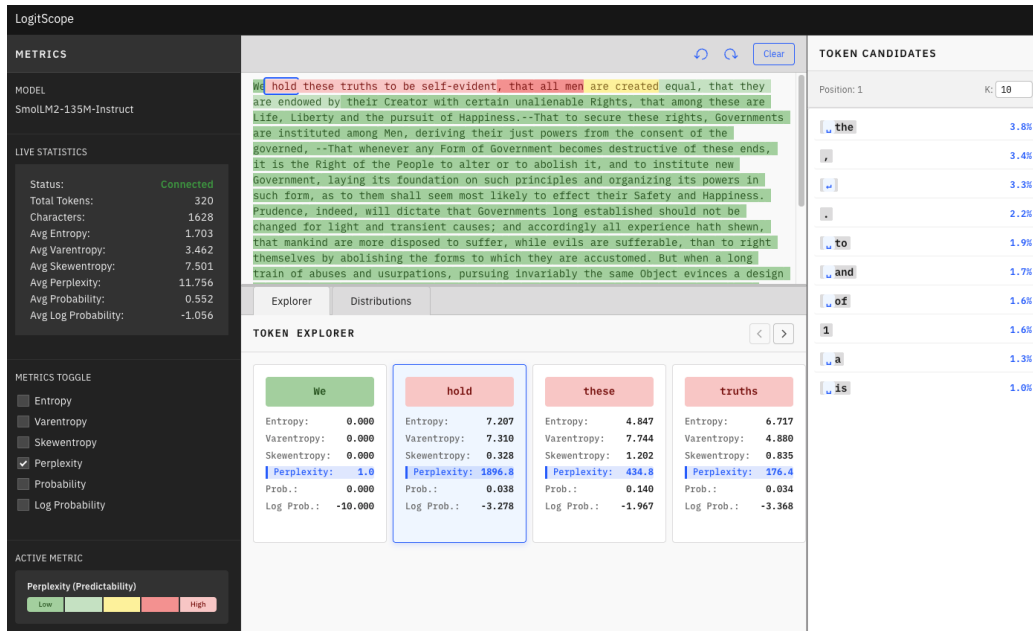 LogitScope
METRICS
MODEL
SmolLM2-135M-Instruct
LIVE STATISTICS
Status: Connected
Total Tokens: 320
Characters: 1628
Avg Entropy: 1.703
Avg Varentropy: 3.462
Avg Skewentropy: 7.501
Avg Perplexity: 11.756
Avg Probability: 0.552
Avg Log Probability: -1.056
METRICS TOGGLE
Entropy
Varentropy
Skewentropy
Perplexity
Probability
Log Probability
ACTIVE METRIC
Perplexity (Predictability)
Low High
Clear
We hold these truths to be self-evident, that all men are created equal, that they
are endowed by their Creator with certain unalienable Rights, that among these are
Life, Liberty and the pursuit of Happiness.--That to secure these rights, Governments
are instituted among Men, deriving their just powers from the consent of the
governed, --That whenever any Form of Government becomes destructive of these ends,
it is the Right of the People to alter or to abolish it, and to institute new
Government, laying its foundation on such principles and organizing its powers in
such form, as to them shall seem most likely to effect their Safety and Happiness.
Prudence, indeed, will dictate that Governments long established should not be
changed for light and transient causes; and accordingly all experience hath shewn,
that mankind are more disposed to suffer, while evils are sufferable, than to right
themselves by abolishing the forms to which they are accustomed. But when a long
train of abuses and usurpations, pursuing invariably the same Object evinces a design
Explorer Distributions
TOKEN EXPLORER
< >
We hold these truths
Entropy: 0.000 Entropy: 7.207 Entropy: 4.847 Entropy: 6.717
Varentropy: 0.000 Varentropy: 7.310 Varentropy: 7.744 Varentropy: 4.880
Skewentropy: 0.000 Skewentropy: 0.328 Skewentropy: 1.202 Skewentropy: 0.835
Perplexity: 1.0 Perplexity: 1896.8 Perplexity: 434.8 Perplexity: 176.4
Prob.: 0.000 Prob.: 0.038 Prob.: 0.140 Prob.: 0.034
Log Prob.: -10.000 Log Prob.: -3.278 Log Prob.: -1.967 Log Prob.: -3.368
TOKEN CANDIDATES
Position: 1 K: 10
␣the 3.8%
, 3.4%
↵ 3.3%
. 2.2%
␣to 1.9%
␣and 1.7%
␣of 1.6%
1 1.6%
␣a 1.3%
␣is 1.0%